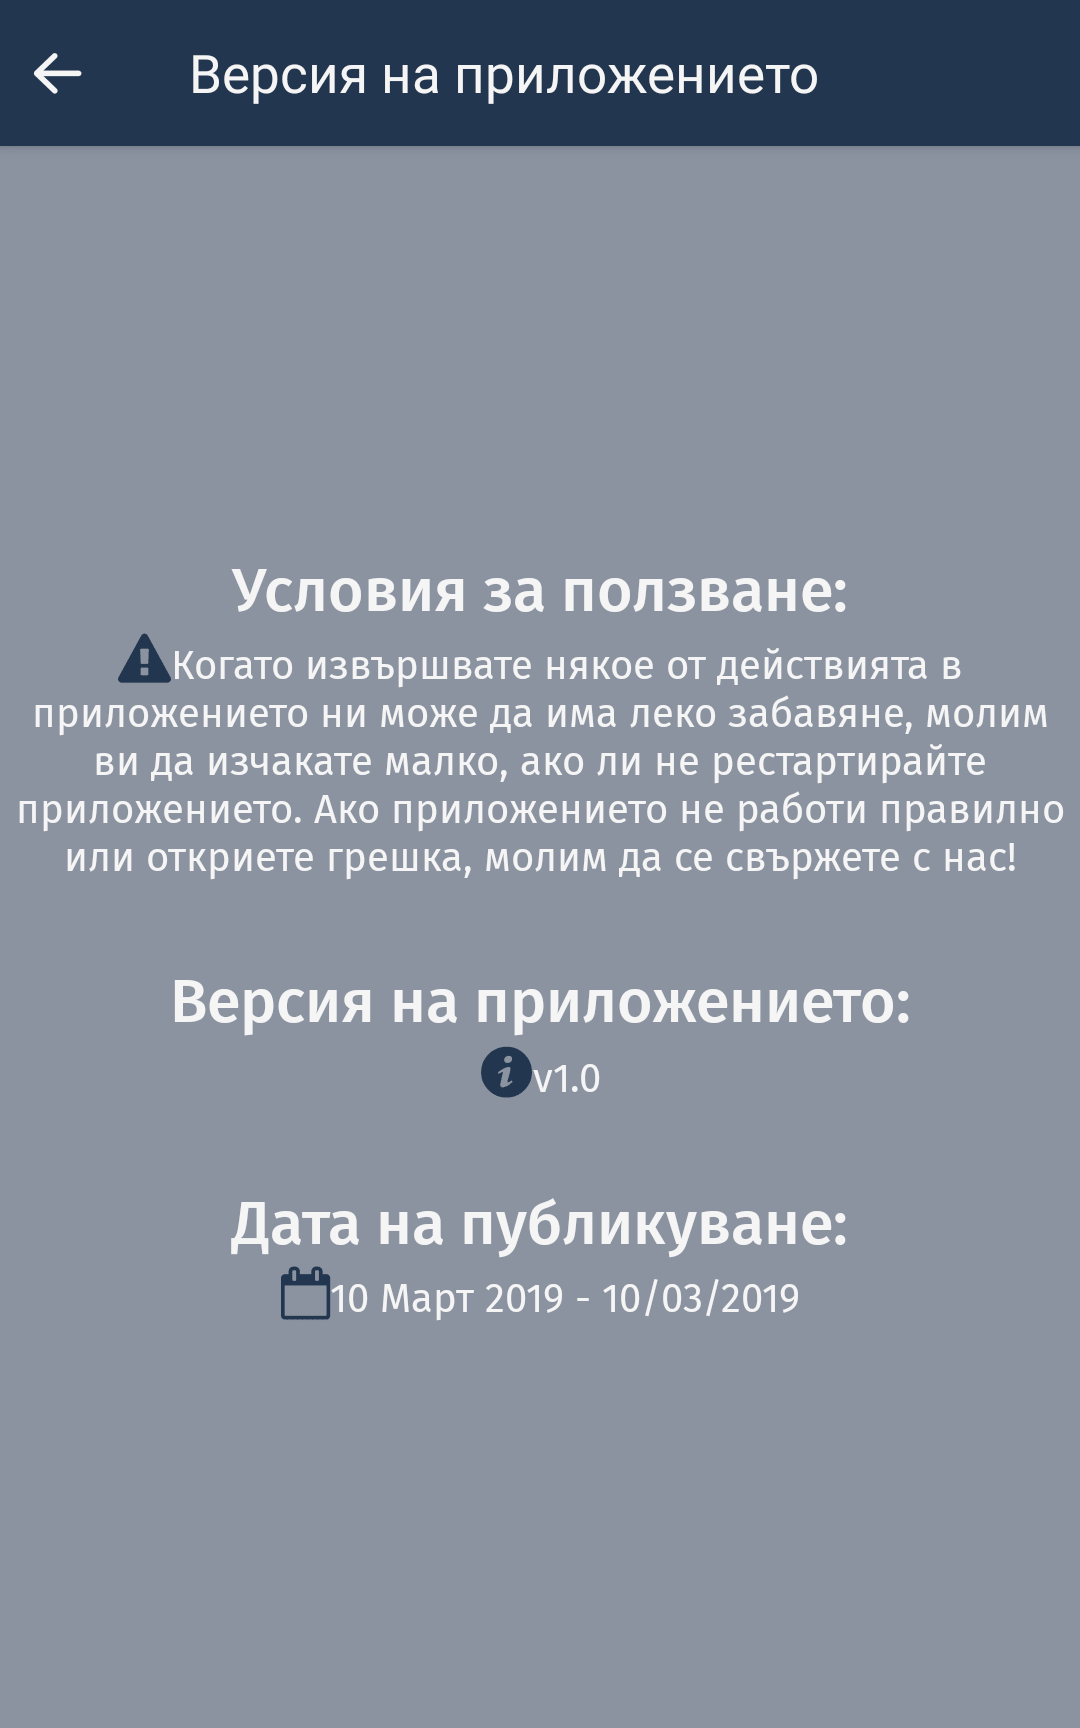 Версия на приложението
Условия за ползване:
Когато извършвате някое от действията в
приложението ни може да има леко забавяне, молим
ви да изчакате малко, ако ли не рестартирайте
приложението. Ако приложението не работи правилно
или откриете грешка, молим да се свържете с нас!
Версия на приложението:
v1.0
Дата на публикуване:
10 Март 2019 - 10/03/2019